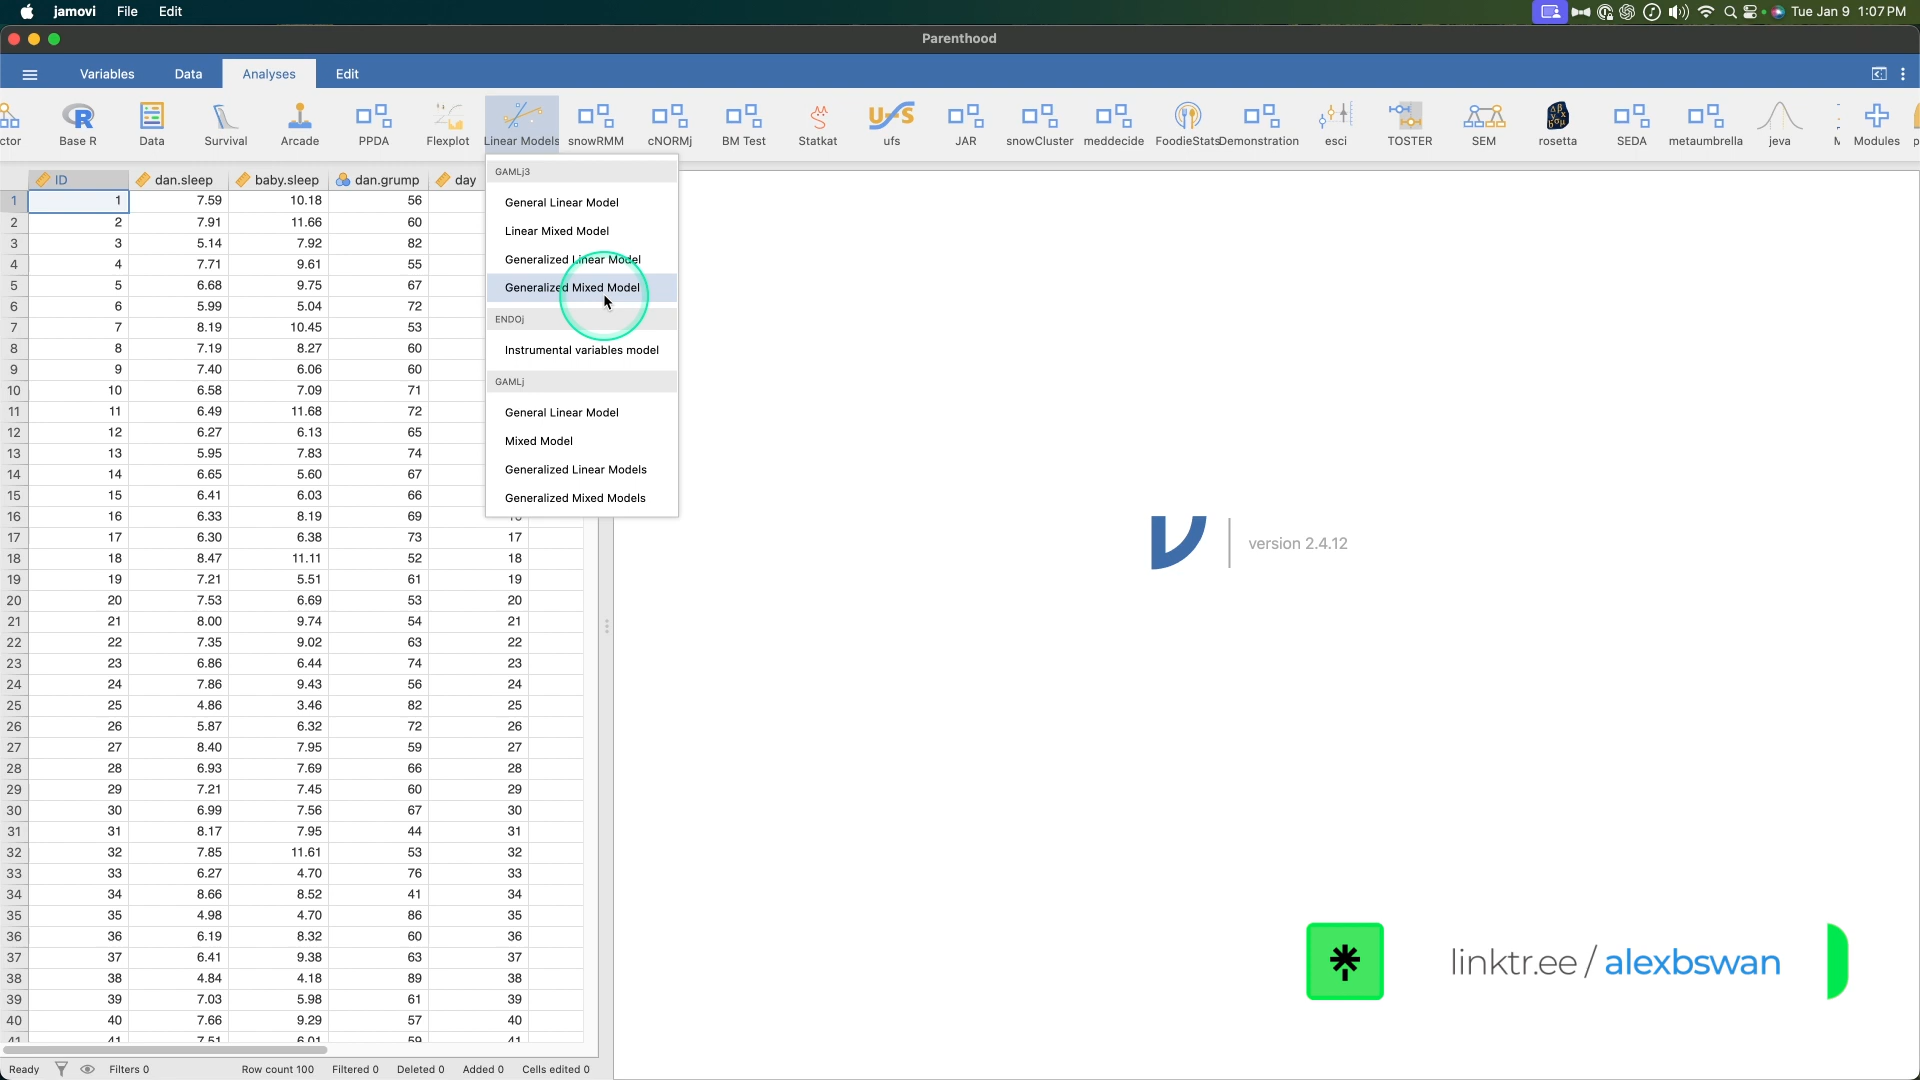 jamovi File Edit Tue Jan 9 1:07 PM
Parenthood
Variables Data Analyses Edit
ctor Base R Data Survival Arcade PPDA Flexplot Linear Models snowRMM cNORMj BM Test Statkat ufs JAR snowCluster meddecide FoodieStats Demonstration esci TOSTER SEM rosetta SEDA metaumbrella java Modules
ID dan.sleep baby.sleep dan.grump day
GAMLj3
General Linear Model
Linear Mixed Model
Generalized Linear Model
Generalized Mixed Model
ENDOj
Instrumental variables model
GAMLj
General Linear Model
Mixed Model
Generalized Linear Models
Generalized Mixed Models
1 1 7.59 10.18 56
2 2 7.91 11.66 60
3 3 5.14 7.92 82
4 4 7.71 9.61 55
5 5 6.68 9.75 67
6 6 5.99 5.04 72
7 7 8.19 10.45 53
8 8 7.19 8.27 60
9 9 7.40 6.06 60
10 10 6.58 7.09 71
11 11 6.49 11.68 72
12 12 6.27 6.13 65
13 13 5.95 7.83 74
14 14 6.65 5.60 67
15 15 6.41 6.03 66
16 16 6.33 8.19 69
17 17 6.30 6.38 73 17
18 18 8.47 11.11 52 18
19 19 7.21 5.51 61 19
20 20 7.53 6.69 53 20
21 21 8.00 9.74 54 21
22 22 7.35 9.02 63 22
23 23 6.86 6.44 74 23
24 24 7.86 9.43 56 24
25 25 4.86 3.46 82 25
26 26 5.87 6.32 72 26
27 27 8.40 7.95 59 27
28 28 6.93 7.69 66 28
29 29 7.21 7.45 60 29
30 30 6.99 7.56 67 30
31 31 8.17 7.95 44 31
32 32 7.85 11.61 53 32
33 33 6.27 4.70 76 33
34 34 8.66 8.52 41 34
35 35 4.98 4.70 86 35
36 36 6.19 8.32 60 36
37 37 6.41 9.38 63 37
38 38 4.84 4.18 89 38
39 39 7.03 5.98 61 39
40 40 7.66 9.29 57 40
41 41 7.51 6.01 59 41
version 2.4.12
linktr.ee / alexbswan
Ready Filters 0 Row count 100 Filtered 0 Deleted 0 Added 0 Cells edited 0